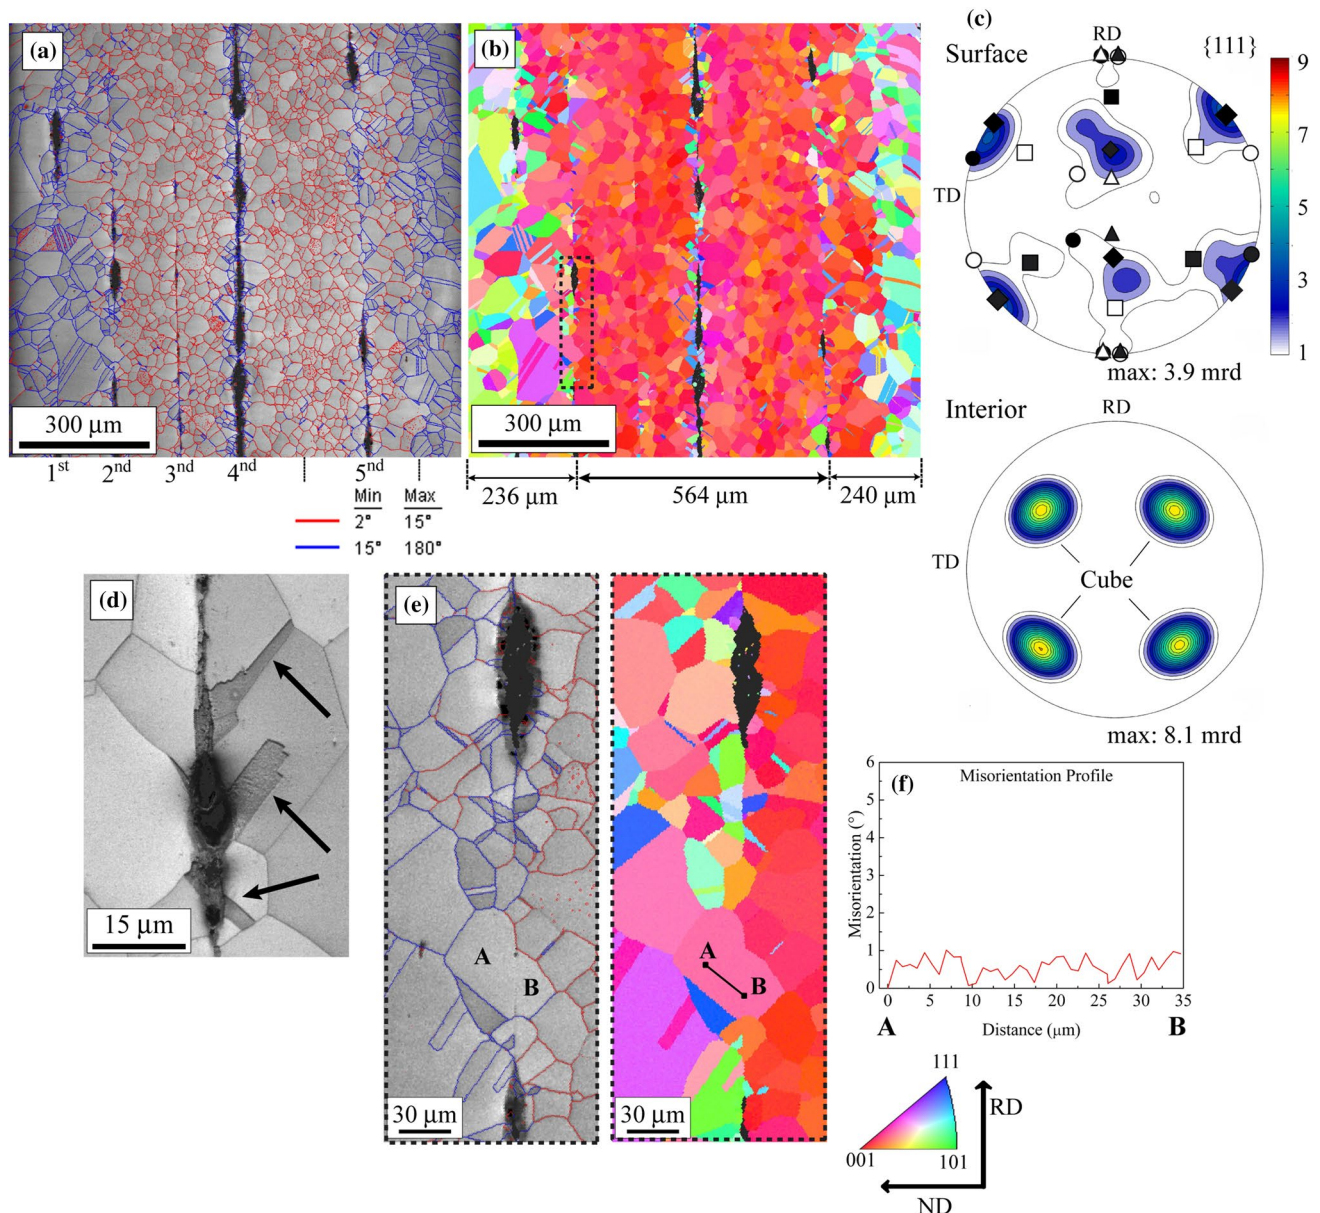 (a)
300 µm
1st 2nd 3nd 4nd 5nd
Min Max
2° 15°
15° 180°
(b)
300 µm
236 µm 564 µm 240 µm
(c)
Surface
RD
{111}
TD
9
7
5
3
1
max: 3.9 mrd
Interior
RD
TD
Cube
max: 8.1 mrd
(d)
15 µm
(e)
A
B
30 µm
A
B
30 µm
(f)
Misorientation Profile
Misorientation (°)
6
5
4
3
2
1
0
0 5 10 15 20 25 30 35
A Distance (µm) B
111
001 101
RD
ND